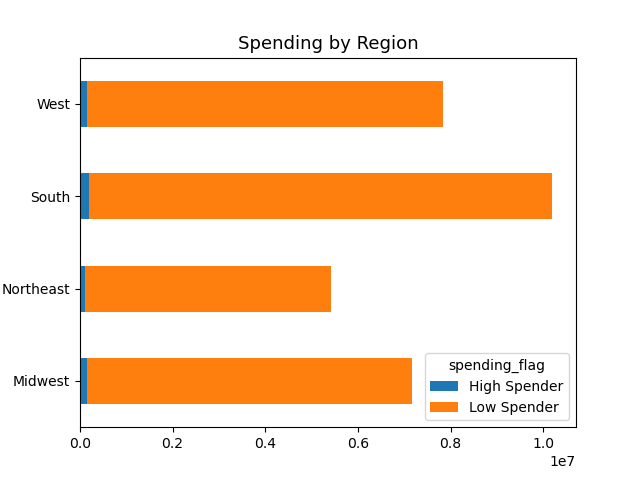 Spending by Region
West
South
Northeast
Midwest
spending_flag
High Spender
Low Spender
0.0 0.2 0.4 0.6 0.8 1.0
1e7